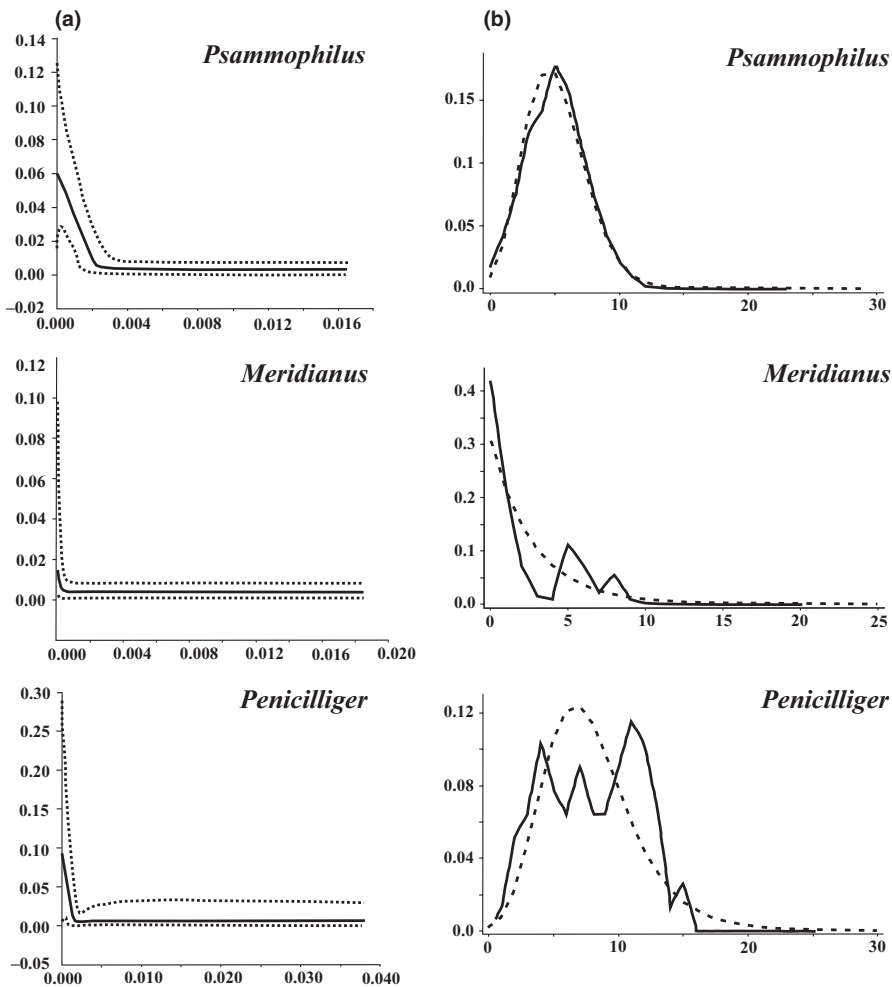 (a)
Psammophilus
0.14
0.12
0.10
0.08
0.06
0.04
0.02
0.00
–0.02
0.000 0.004 0.008 0.012 0.016
Meridianus
0.12
0.10
0.08
0.06
0.04
0.02
0.00
0.000 0.004 0.008 0.012 0.016 0.020
Penicilliger
0.30
0.25
0.20
0.15
0.10
0.05
0.00
–0.05
0.000 0.010 0.020 0.030 0.040
(b)
Psammophilus
0.15
0.1
0.05
0.0
0 10 20 30
Meridianus
0.4
0.3
0.2
0.1
0.0
0 5 10 15 20 25
Penicilliger
0.12
0.08
0.04
0.0
0 10 20 30